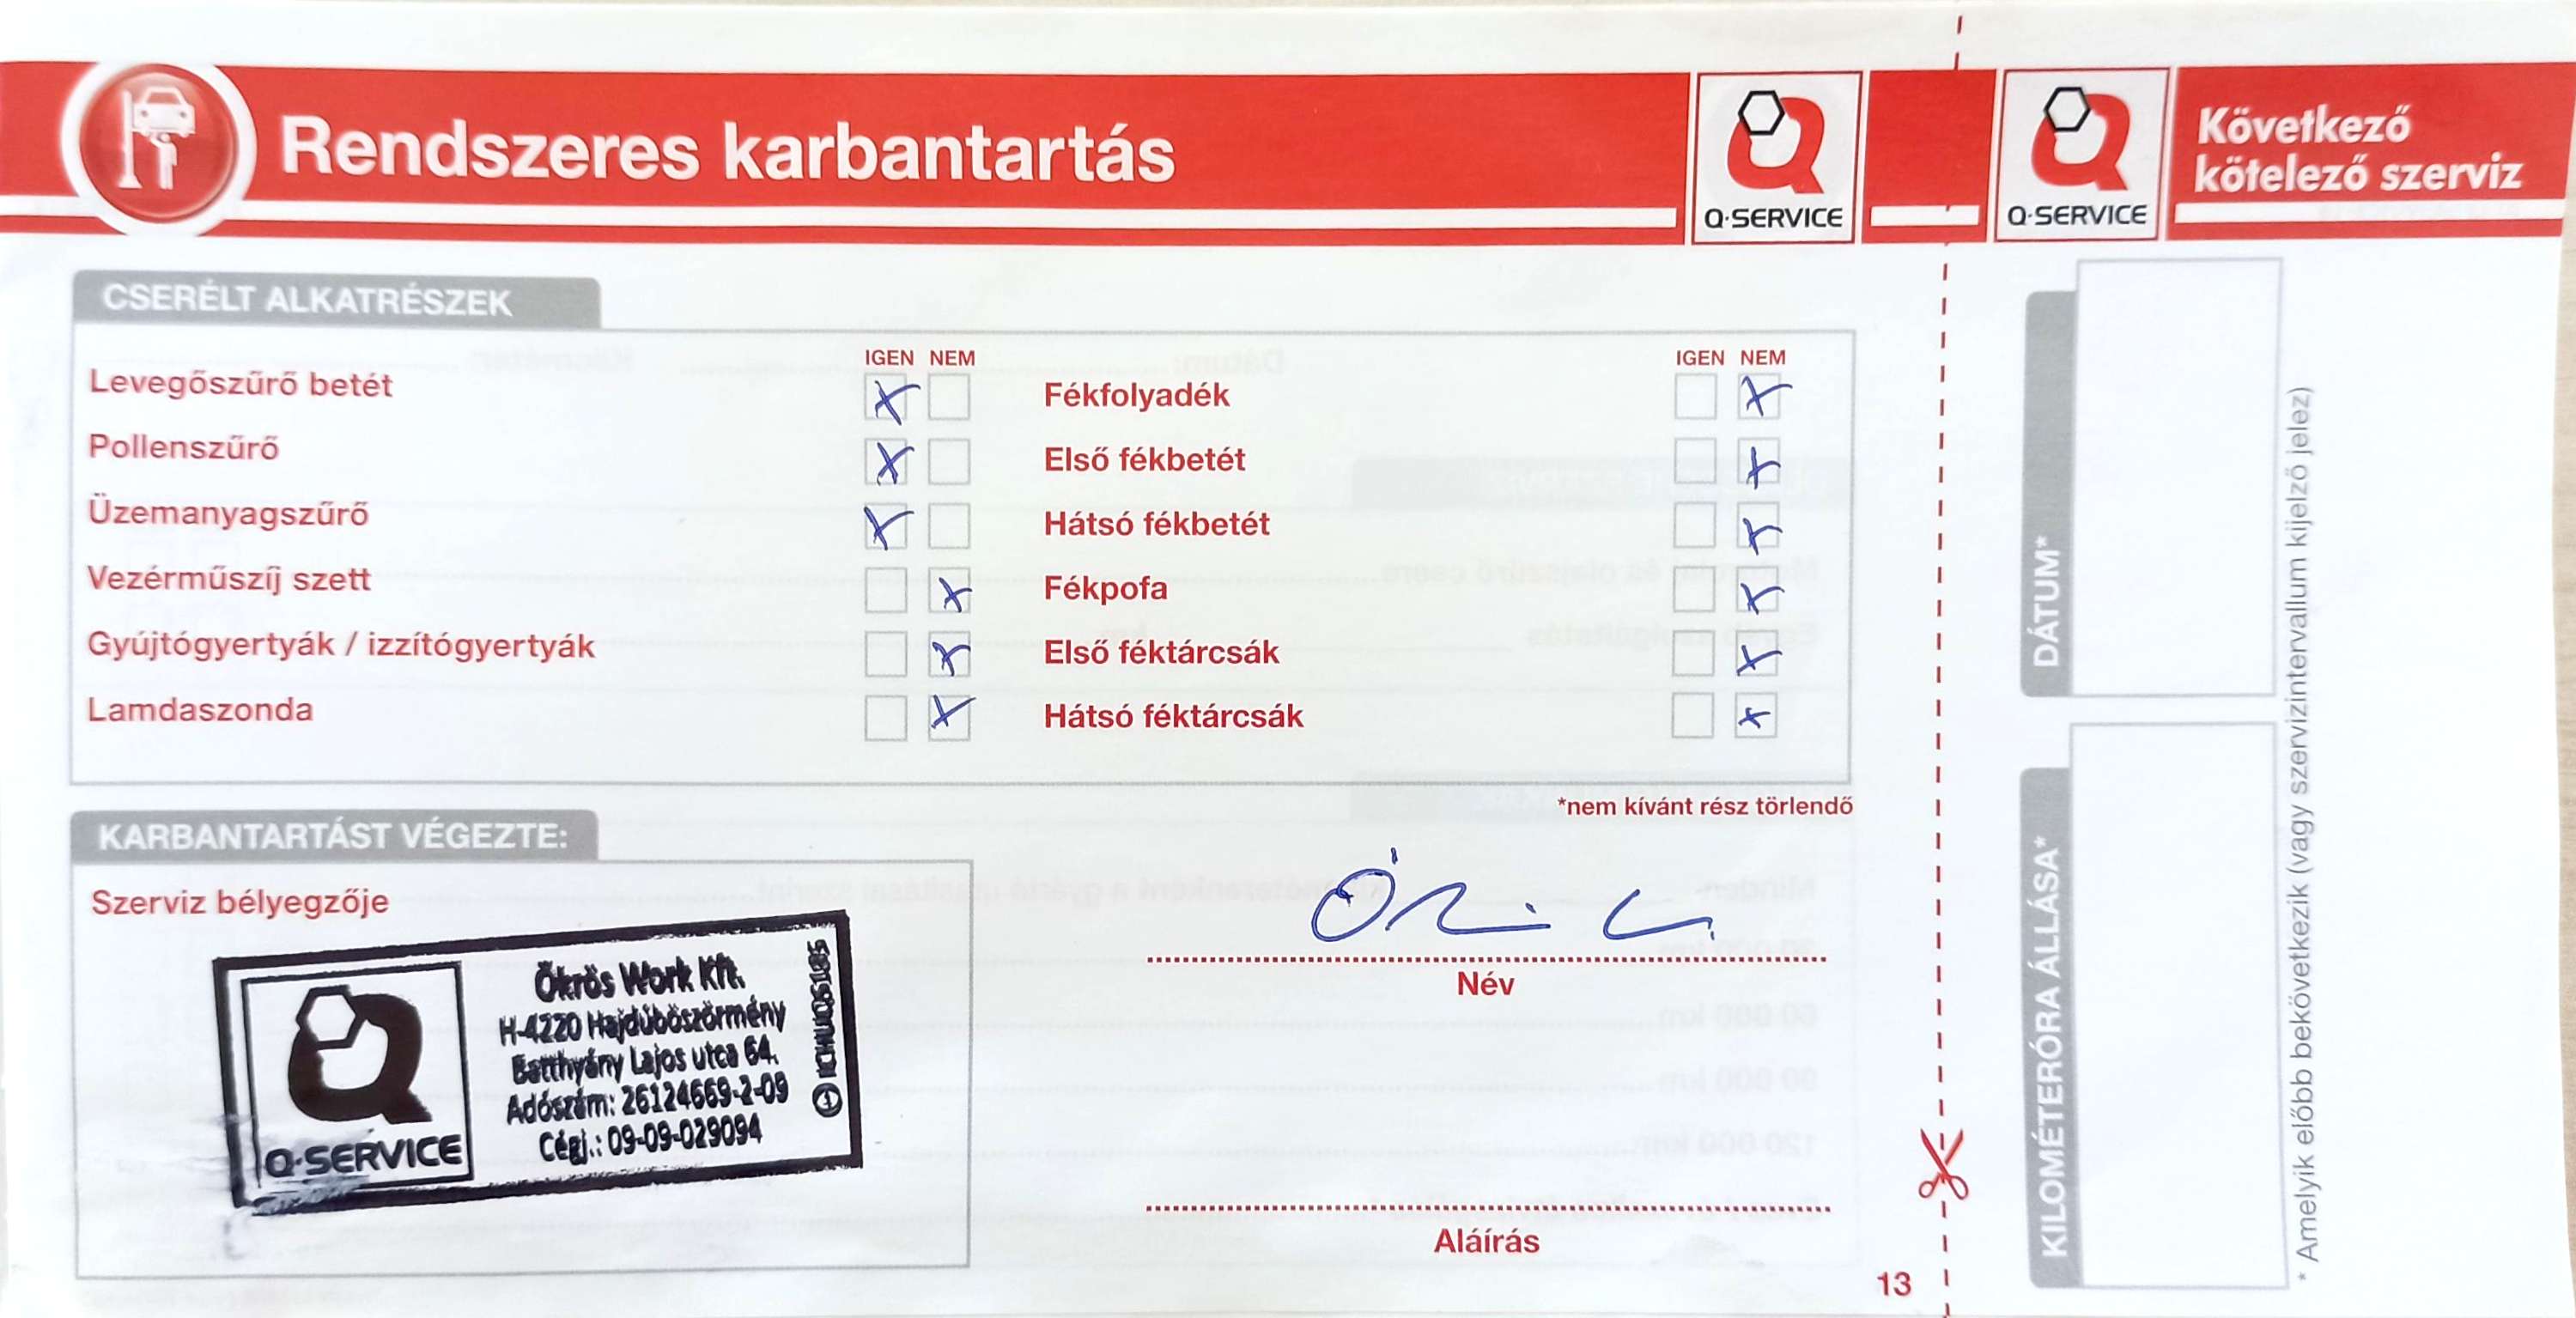 Rendszeres karbantartás
Q·SERVICE
Q·SERVICE
Következő
kötelező szerviz
CSERÉLT ALKATRÉSZEK
IGEN NEM
IGEN NEM
Levegőszűrő betét X
Fékfolyadék X
Pollenszűrő X
Első fékbetét X
Üzemanyagszűrő X
Hátsó fékbetét X
Vezérműszíj szett X
Fékpofa X
Gyújtógyertyák / izzítógyertyák X
Első féktárcsák X
Lamdaszonda X
Hátsó féktárcsák X
*nem kívánt rész törlendő
KARBANTARTÁST VÉGEZTE:
Szerviz bélyegzője
Q·SERVICE
Ökrös Work Kft.
H-4220 Hajdúböszörmény
Batthyány Lajos utca 64.
Adószám: 26124669-2-09
Cégj.: 09-09-029094
Név
Aláírás
13
DÁTUM*
KILOMÉTERÓRA ÁLLÁSA*
* Amelyik előbb bekövetkezik (vagy szervizintervallum kijelző jelez)